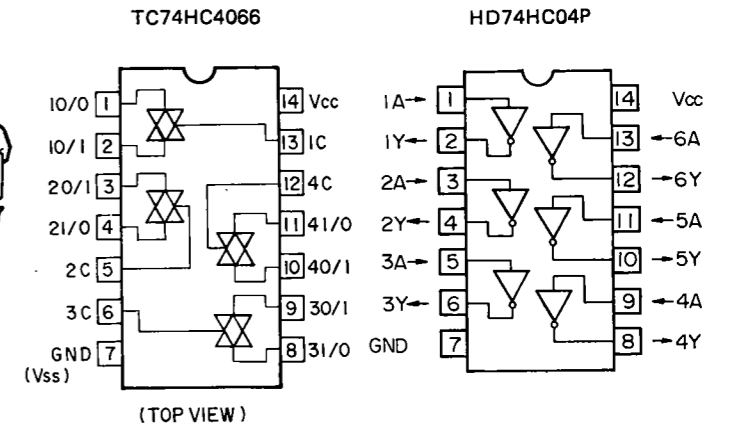 TC74HC4066
10/0 1
10/1 2
20/1 3
21/0 4
2C 5
3C 6
GND 7
(Vss)
14 Vcc
13 1C
12 4C
11 41/0
10 40/1
9 30/1
8 31/0
(TOP VIEW)
HD74HC04P
1A→ 1
1Y← 2
2A→ 3
2Y← 4
3A→ 5
3Y← 6
GND 7
14 Vcc
13 ←6A
12 →6Y
11 ←5A
10 →5Y
9 ←4A
8 →4Y